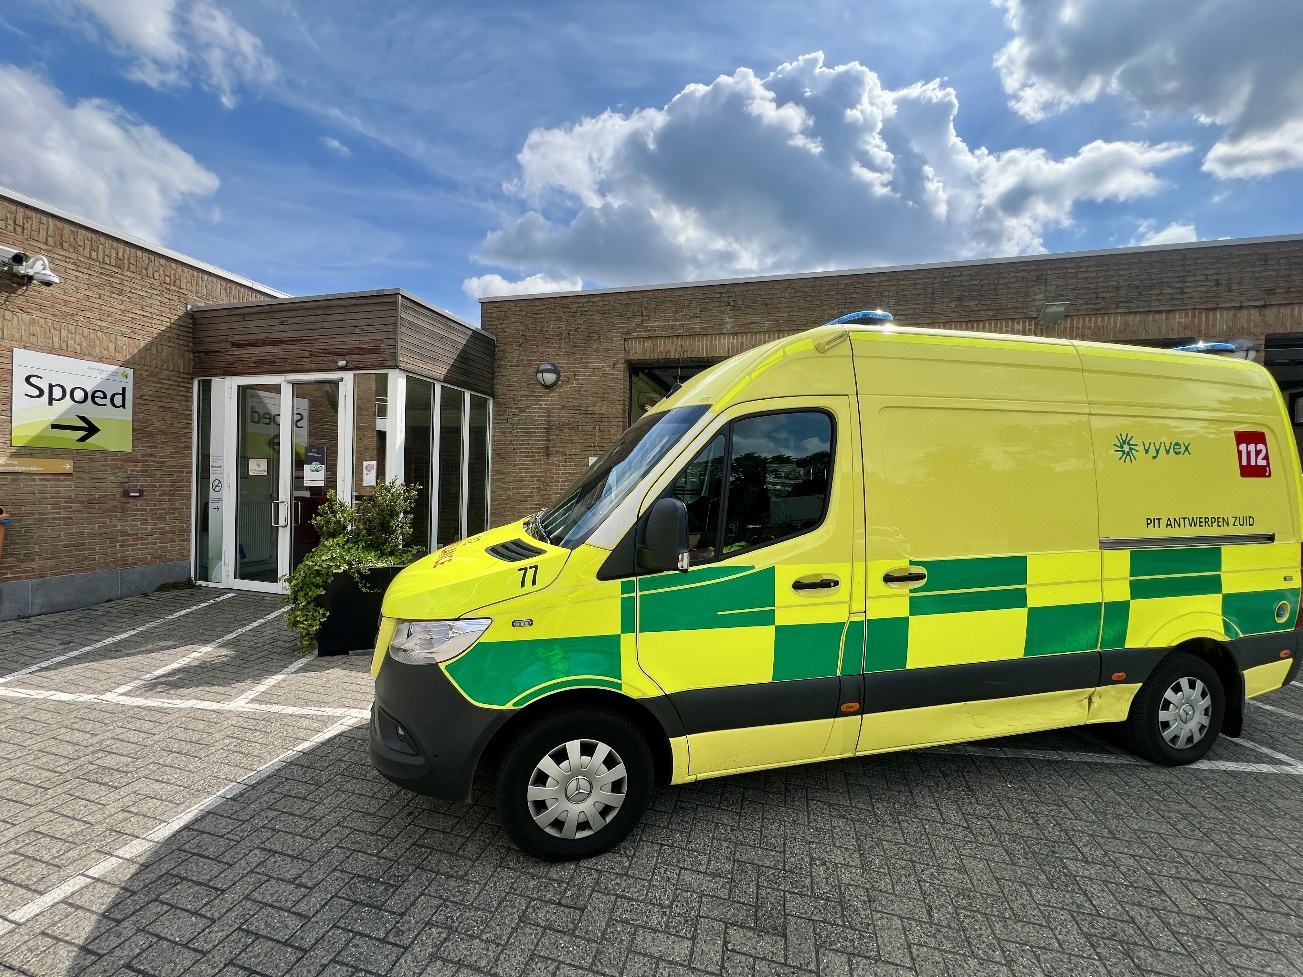 Spoed
77
vyvex
112
PIT ANTWERPEN ZUID